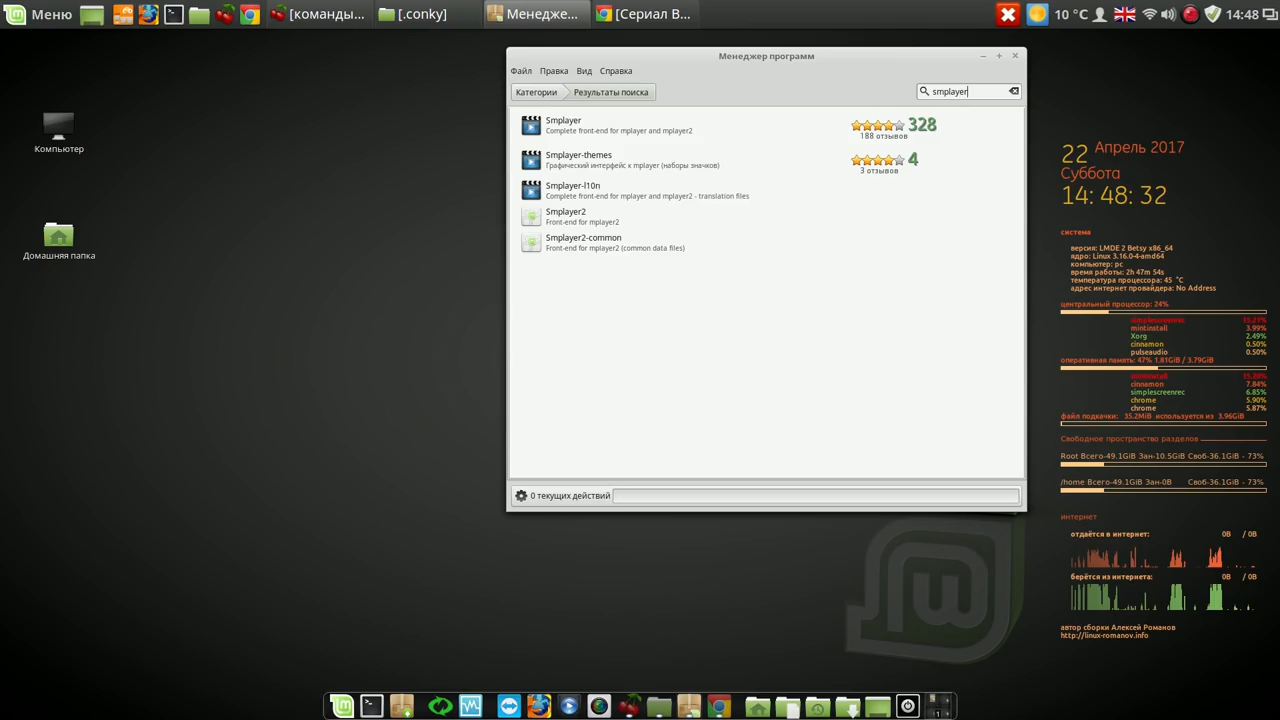 Меню
[команды...
[.conky]
Менедже...
[Сериал В...
10 °C
14:48
Компьютер
Домашняя папка
Менеджер программ
Файл Правка Вид Справка
Категории
Результаты поиска
smplayer
Smplayer
Complete front-end for mplayer and mplayer2
328
188 отзывов
Smplayer-themes
Графический интерфейс к mplayer (наборы значков)
4
3 отзывов
Smplayer-l10n
Complete front-end for mplayer and mplayer2 - translation files
Smplayer2
Front-end for mplayer2
Smplayer2-common
Front-end for mplayer2 (common data files)
0 текущих действий
22 Апрель 2017
Суббота
14: 48: 32
система
версия: LMDE 2 Betsy x86_64
ядро: Linux 3.16.0-4-amd64
компьютер: pc
время работы: 2h 47m 54s
температура процессора: 45 °C
адрес интернет провайдера: No Address
центральный процессор: 24%
simplescreenrec 15.21%
mintinstall 3.99%
Xorg 2.49%
cinnamon 0.50%
pulseaudio 0.50%
оперативная память: 47% 1.81GiB / 3.79GiB
cinnamon 7.84%
simplescreenrec 6.85%
chrome 5.90%
chrome 5.87%
файл подкачки: 35.2MiB используется из 3.96GiB
Свободное пространство разделов
Root Всего-49.1GiB Зан-10.5GiB Своб-36.1GiB - 73%
/home Всего-49.1GiB Зан-0B Своб-36.1GiB - 73%
интернет
отдаётся в интернет: 0B / 0B
берётся из интернета: 0B / 0B
автор сборки Алексей Романов
http://linux-romanov.info